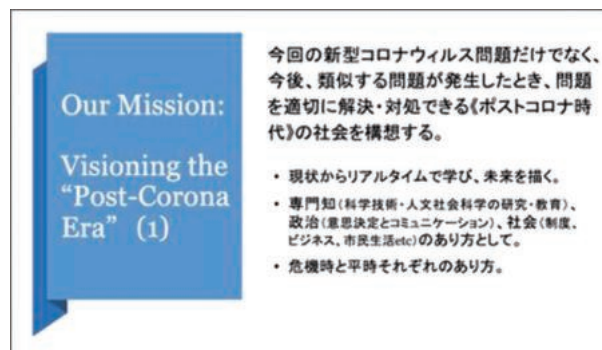 Our Mission:
Visioning the
“Post-Corona
Era” (1)
今回の新型コロナウィルス問題だけでなく、
今後、類似する問題が発生したとき、問題
を適切に解決・対処できる《ポストコロナ時
代》の社会を構想する。
・ 現状からリアルタイムで学び、未来を描く。
・ 専門知（科学技術・人文社会科学の研究・教育）、
政治（意思決定とコミュニケーション）、社会（制度、
ビジネス、市民生活etc）のあり方として。
・ 危機時と平時それぞれのあり方。